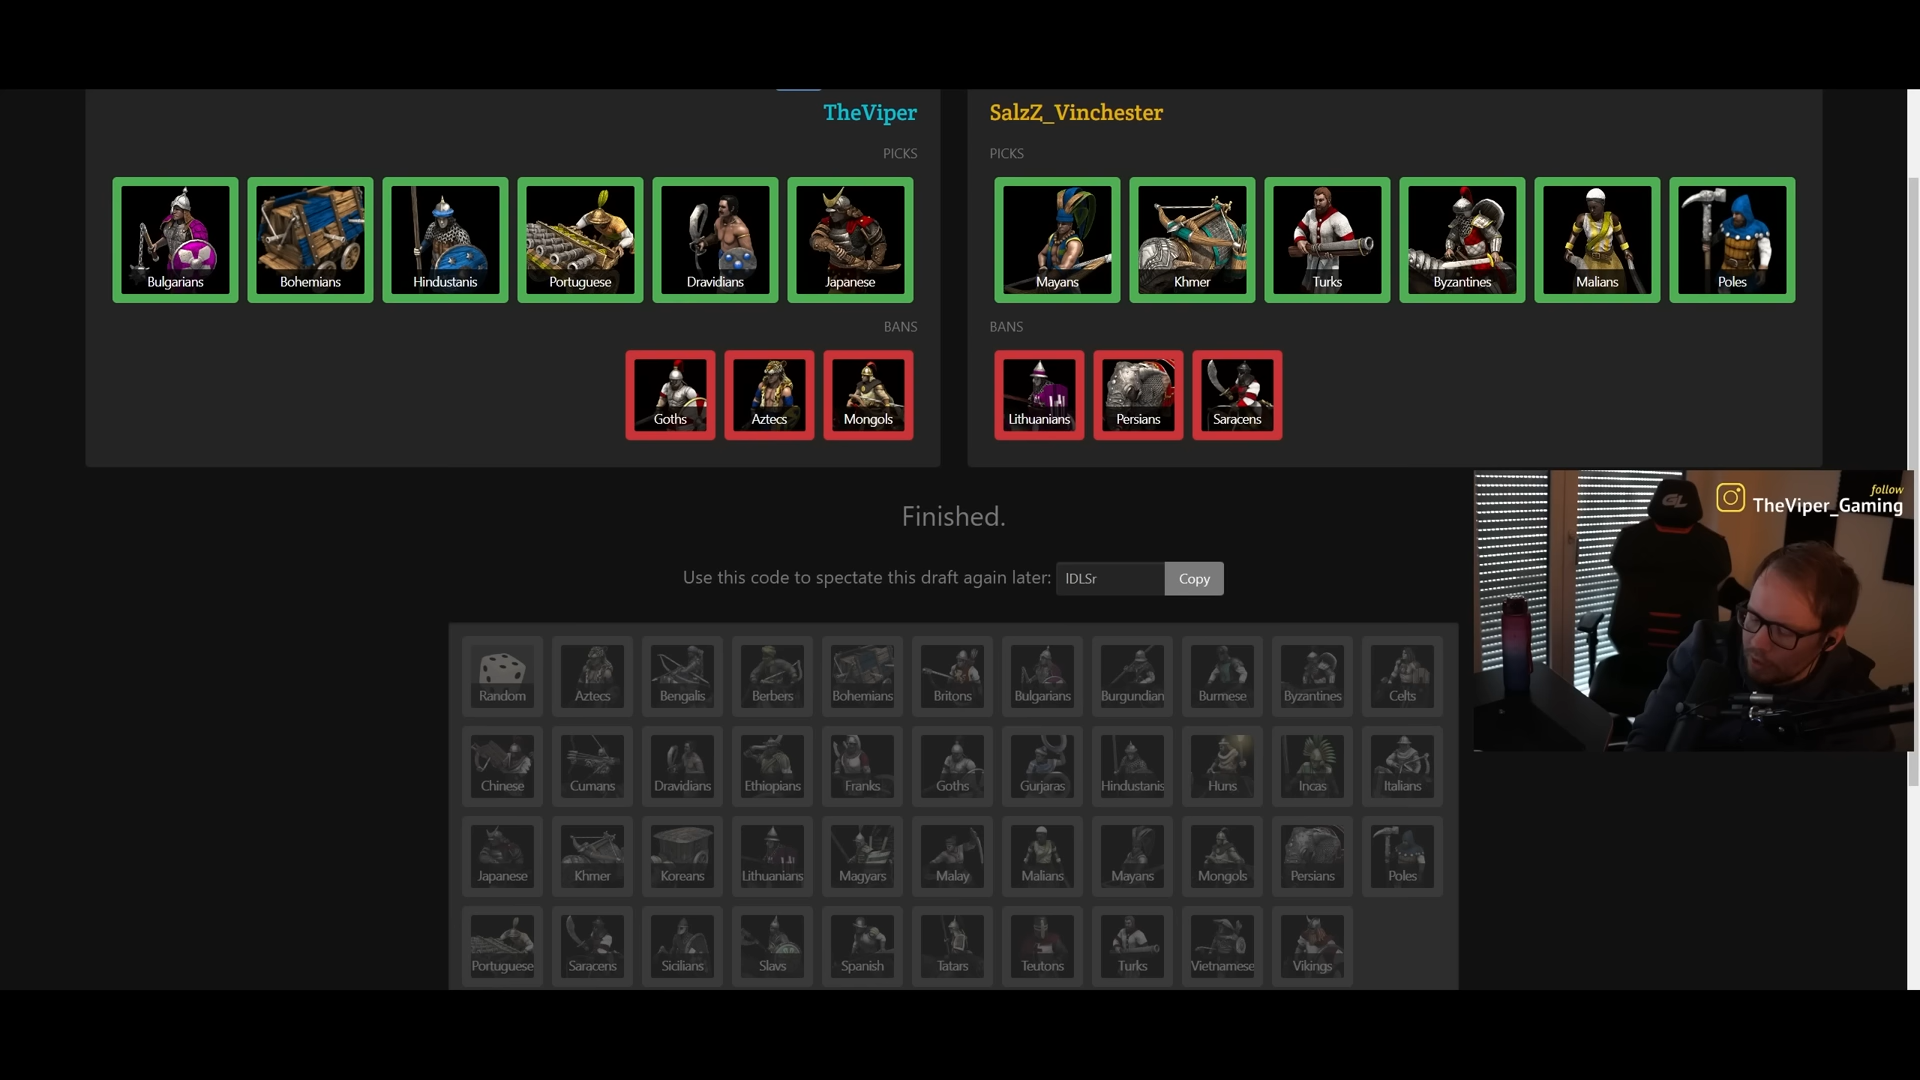 TheViper
PICKS
Bulgarians Bohemians Hindustanis Portuguese Dravidians Japanese
BANS
Goths Aztecs Mongols
SalzZ_Vinchester
PICKS
Mayans Khmer Turks Byzantines Malians Poles
BANS
Lithuanians Persians Saracens
follow
TheViper_Gaming
GL
Finished.
Use this code to spectate this draft again later: lDLSr Copy
Random Aztecs Bengalis Berbers Bohemians Britons Bulgarians Burgundian Burmese Byzantines Celts
Chinese Cumans Dravidians Ethiopians Franks Goths Gurjaras Hindustanis Huns Incas Italians
Japanese Khmer Koreans Lithuanians Magyars Malay Malians Mayans Mongols Persians Poles
Portuguese Saracens Sicilians Slavs Spanish Tatars Teutons Turks Vietnamese Vikings